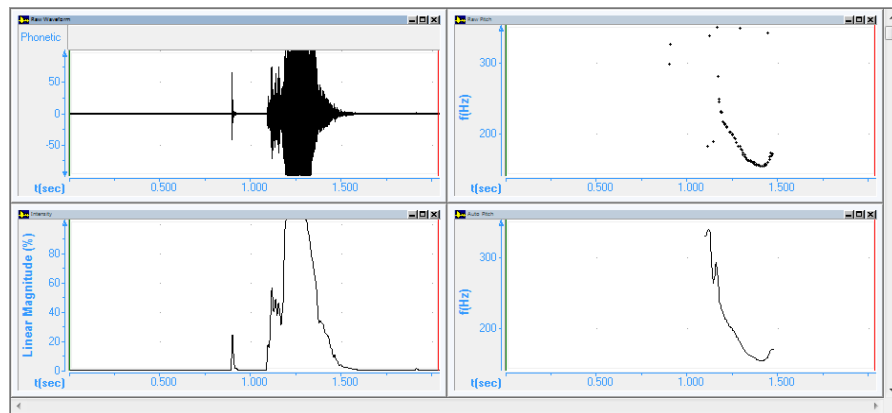 Raw Waveform
Phonetic
50
0
-50
t(sec) 0.500 1.000 1.500
Raw Pitch
f(Hz)
300
200
t(sec) 0.500 1.000 1.500
Intensity
Linear Magnitude (%)
80
60
40
20
0
t(sec) 0.500 1.000 1.500
Auto Pitch
f(Hz)
300
200
t(sec) 0.500 1.000 1.500